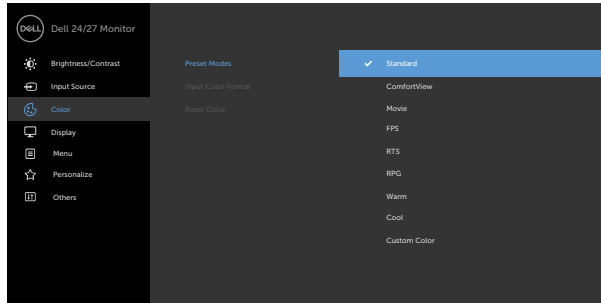 DELL
Dell 24/27 Monitor
Brightness/Contrast
Input Source
Color
Display
Menu
Personalize
Others
Preset Modes
Input Color Format
Reset Color
Standard
ComfortView
Movie
FPS
RTS
RPG
Warm
Cool
Custom Color